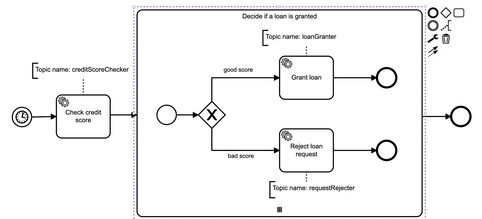 Decide if a loan is granted
Topic name: loanGranter
Topic name: creditScoreChecker
good score
Grant loan
Check credit
score
X
bad score
Reject loan
request
Topic name: requestRejecter